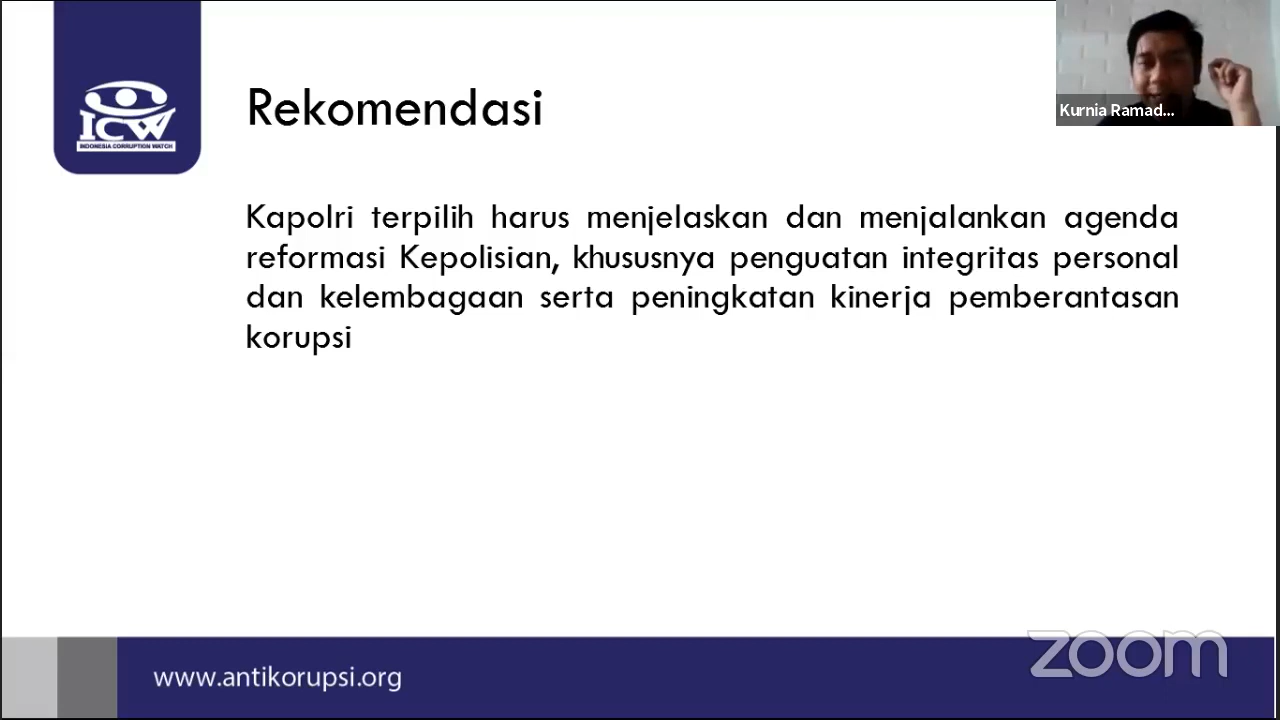 Rekomendasi
Kurnia Ramad...
ICW
INDONESIA CORRUPTION WATCH
Kapolri terpilih harus menjelaskan dan menjalankan agenda
reformasi Kepolisian, khususnya penguatan integritas personal
dan kelembagaan serta peningkatan kinerja pemberantasan
korupsi
zoom
www.antikorupsi.org